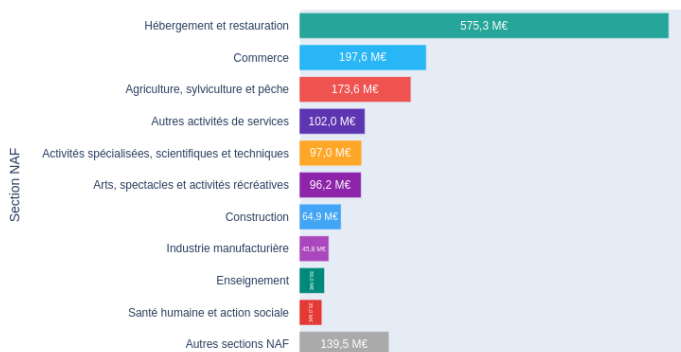 Section NAF
Hébergement et restauration 575,3 M€
Commerce 197,6 M€
Agriculture, sylviculture et pêche 173,6 M€
Autres activités de services 102,0 M€
Activités spécialisées, scientifiques et techniques 97,0 M€
Arts, spectacles et activités récréatives 96,2 M€
Construction 64,9 M€
Industrie manufacturière 45,8 M€
Enseignement
Santé humaine et action sociale
Autres sections NAF 139,5 M€